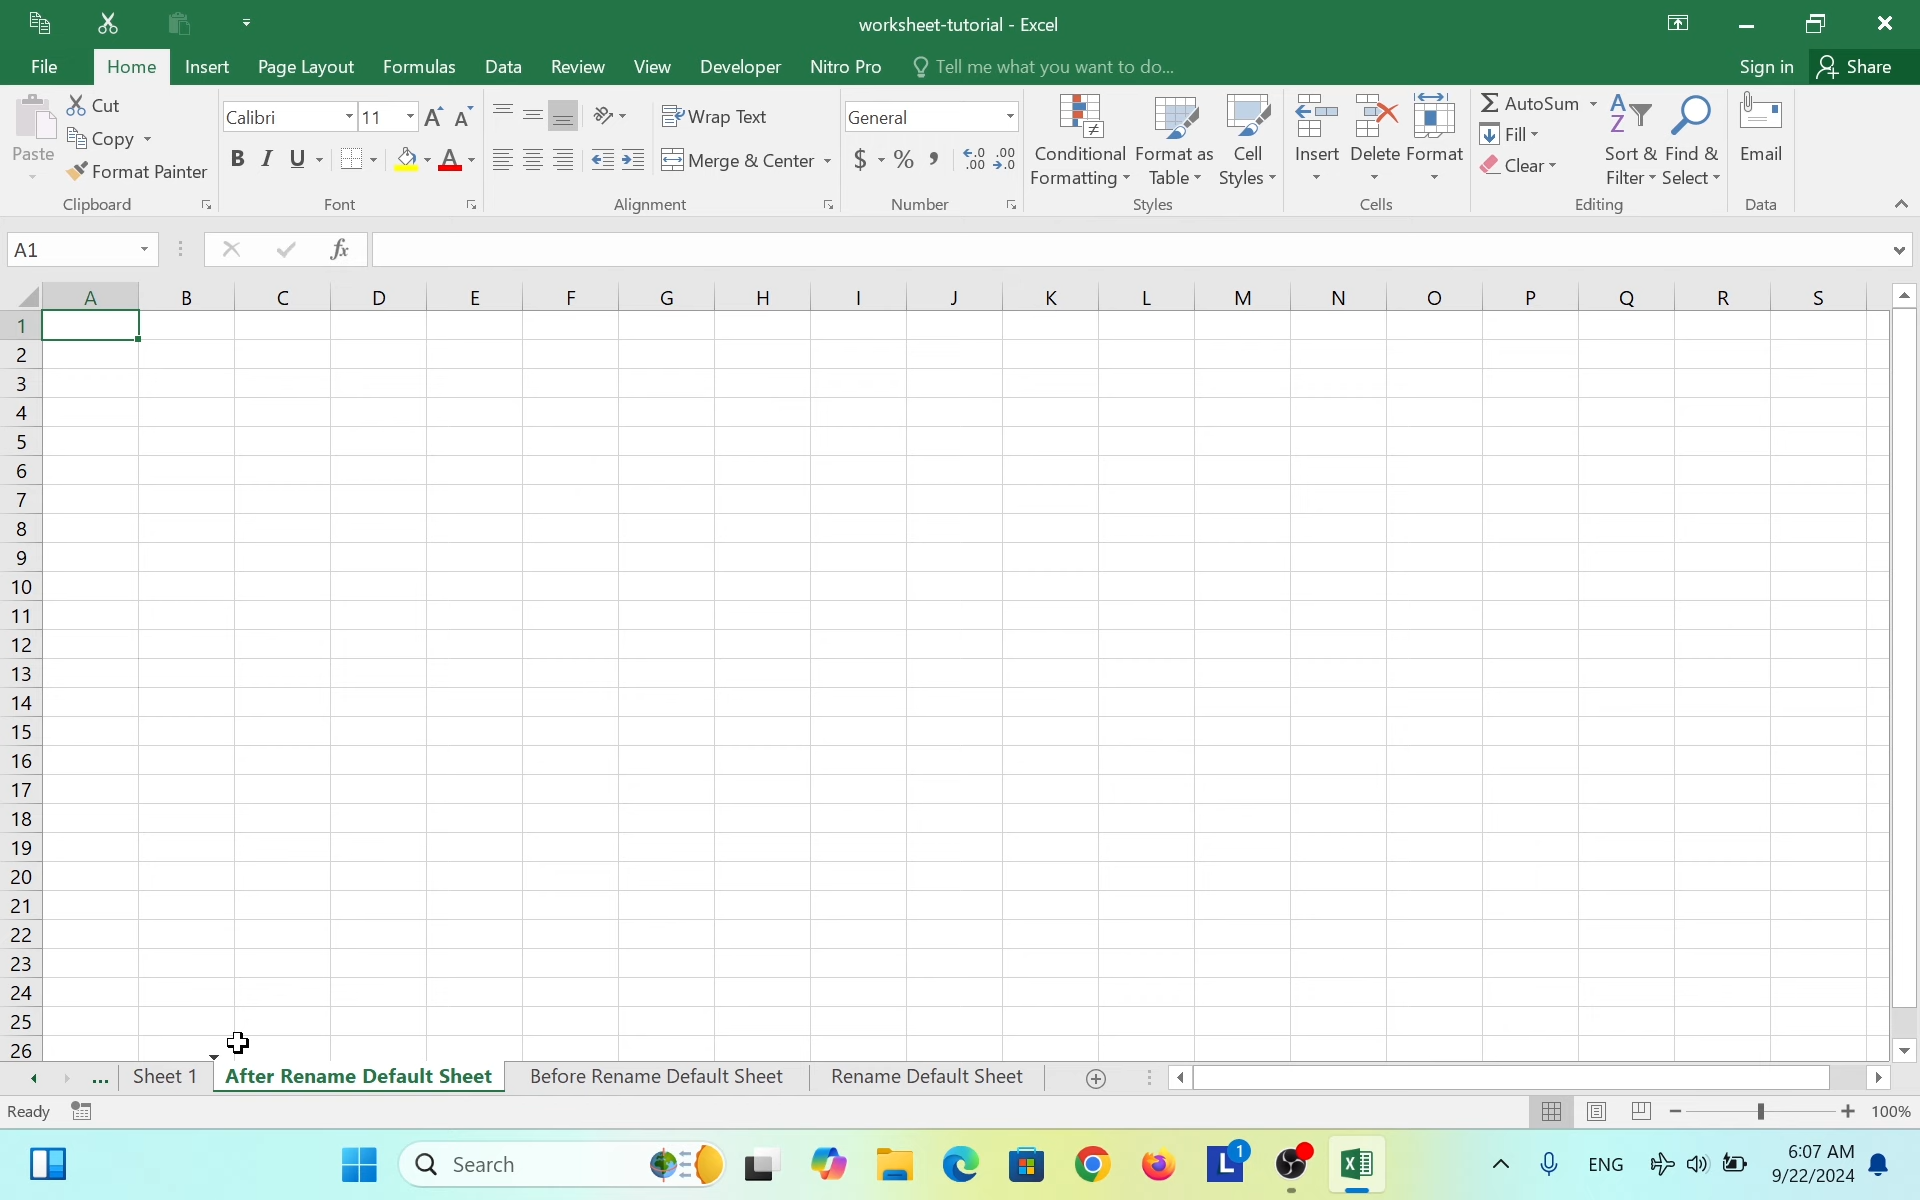 worksheet-tutorial - Excel
File Home Insert Page Layout Formulas Data Review View Developer Nitro Pro Tell me what you want to do... Sign in Share
Paste
Cut
Copy
Format Painter
Clipboard
Calibri 11
B I U
Font
Wrap Text
Merge & Center
Alignment
General
$ % ,
Number
Conditional Formatting
Format as Table
Cell Styles
Styles
Insert Delete Format
Cells
AutoSum
Fill
Clear
Sort & Filter
Find & Select
Editing
Email
Data
A1 fx
A B C D E F G H I J K L M N O P Q R S
1
2
3
4
5
6
7
8
9
10
11
12
13
14
15
16
17
18
19
20
21
22
23
24
25
26
... Sheet 1 After Rename Default Sheet Before Rename Default Sheet Rename Default Sheet
Ready 100%
Search L 1 ENG 6:07 AM
9/22/2024